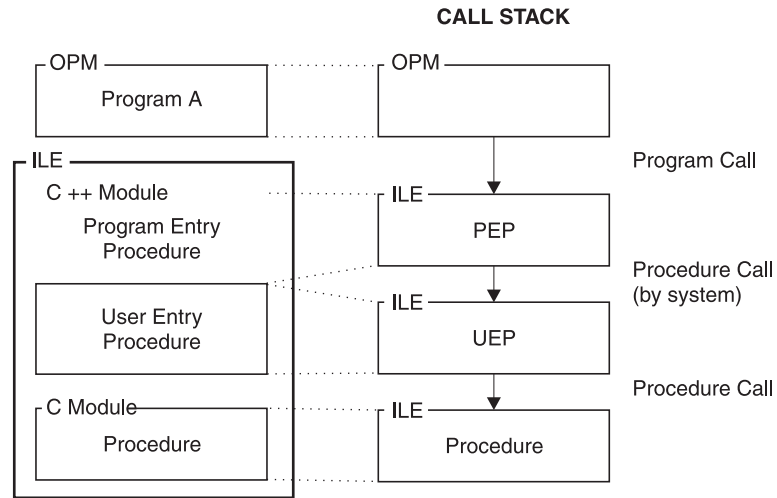 CALL STACK
OPM
Program A
OPM
Program Call
ILE
C ++ Module
Program Entry
Procedure
ILE
PEP
Procedure Call
(by system)
User Entry
Procedure
ILE
UEP
Procedure Call
C Module
Procedure
ILE
Procedure